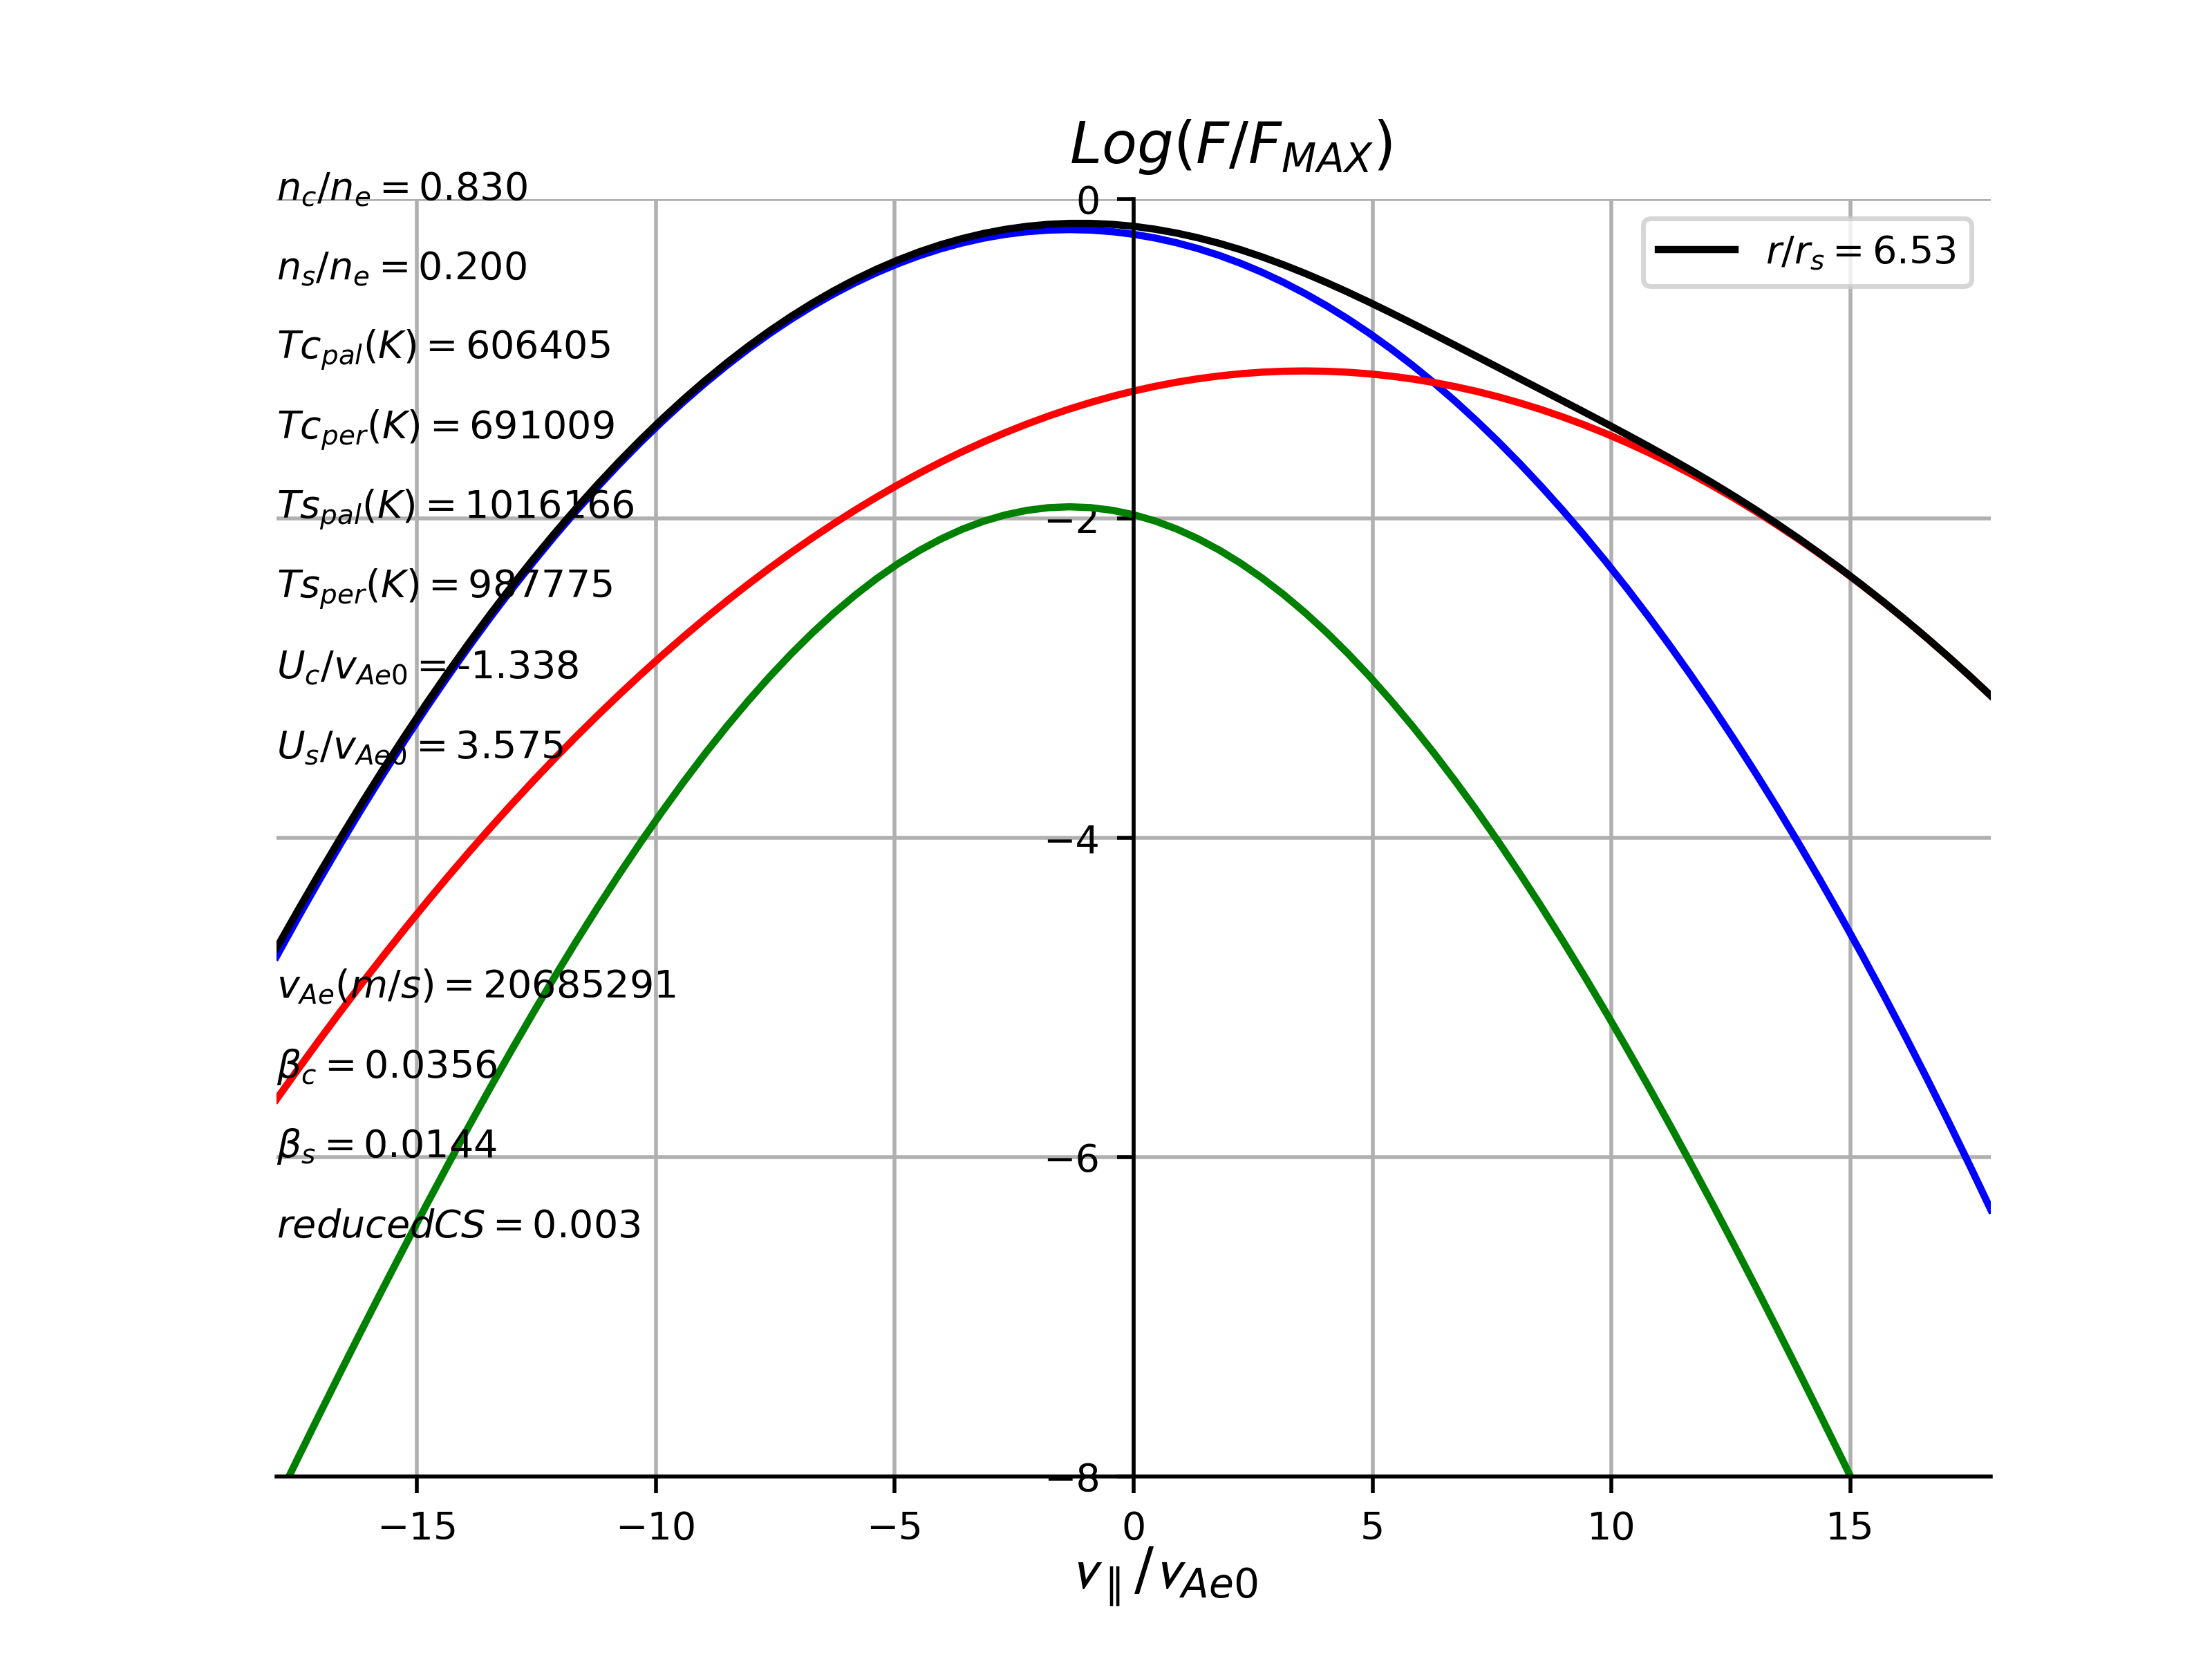 Log(F/F_MAX)
n_c/n_e = 0.830
0
n_s/n_e = 0.200
r/r_s = 6.53
Tc_pal(K) = 606405
Tc_per(K) = 691009
Ts_pal(K) = 1016166
−2
Ts_per(K) = 987775
U_c/v_Ae0 = -1.338
U_s/v_Ae0 = 3.575
−4
v_Ae(m/s) = 20685291
β_c = 0.0356
β_s = 0.0144
−6
reducedCS = 0.003
−8
−15 −10 −5 0 5 10 15
v_∥/v_Ae0